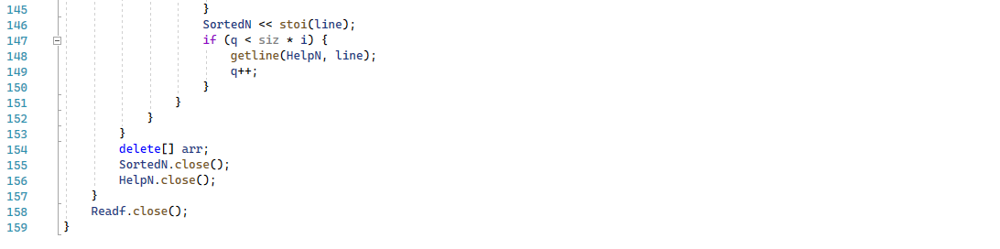 145                         }
146                         SortedN << stoi(line);
147                         if (q < siz * i) {
148                             getline(HelpN, line);
149                             q++;
150                         }
151                     }
152                 }
153             }
154             delete[] arr;
155             SortedN.close();
156             HelpN.close();
157         }
158         Readf.close();
159     }